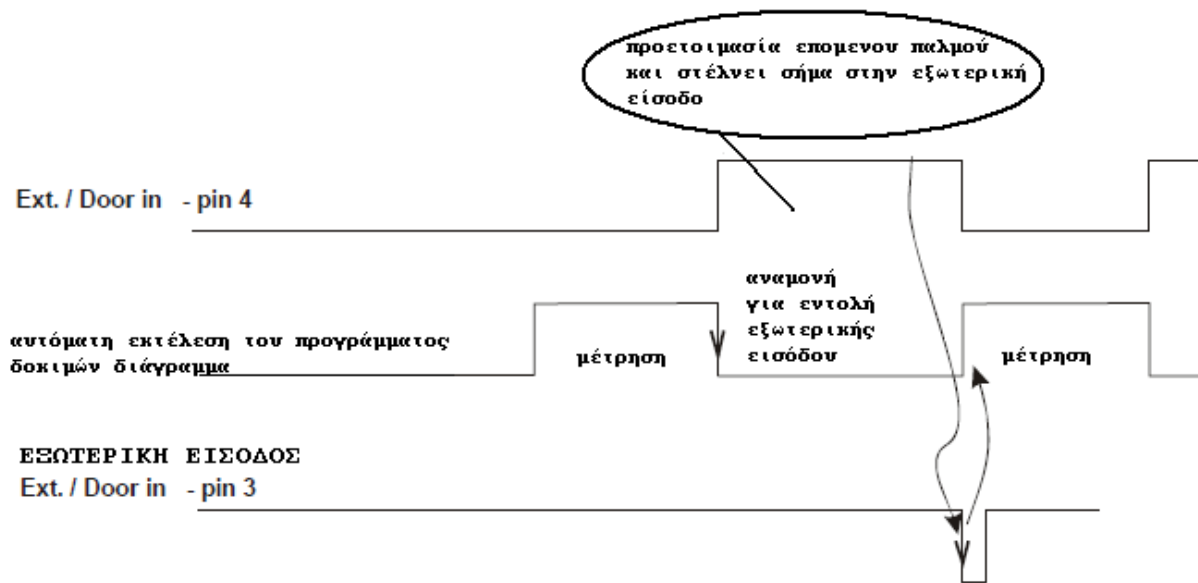 προετοιμασία επομενου παλμού
και στέλνει σήμα στην εξωτερική
είσοδο
Ext. / Door in - pin 4
αναμονή
για εντολή
εξωτερικής
εισόδου
αυτόματη εκτέλεση του προγράμματος
δοκιμών διάγραμμα
μέτρηση
μέτρηση
ΕΞΩΤΕΡΙΚΗ ΕΙΣΟΔΟΣ
Ext. / Door in - pin 3